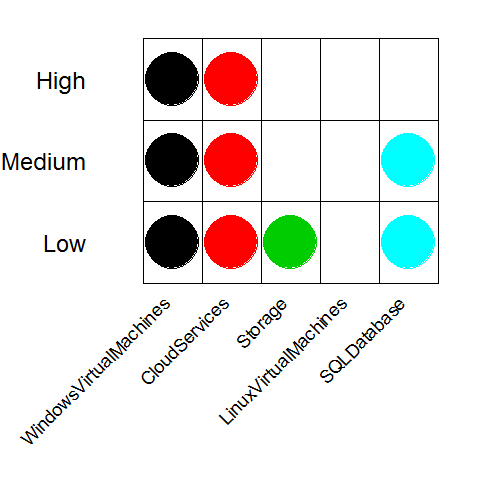 High
Medium
Low
WindowsVirtualMachines
CloudServices
Storage
LinuxVirtualMachines
SQLDatabase